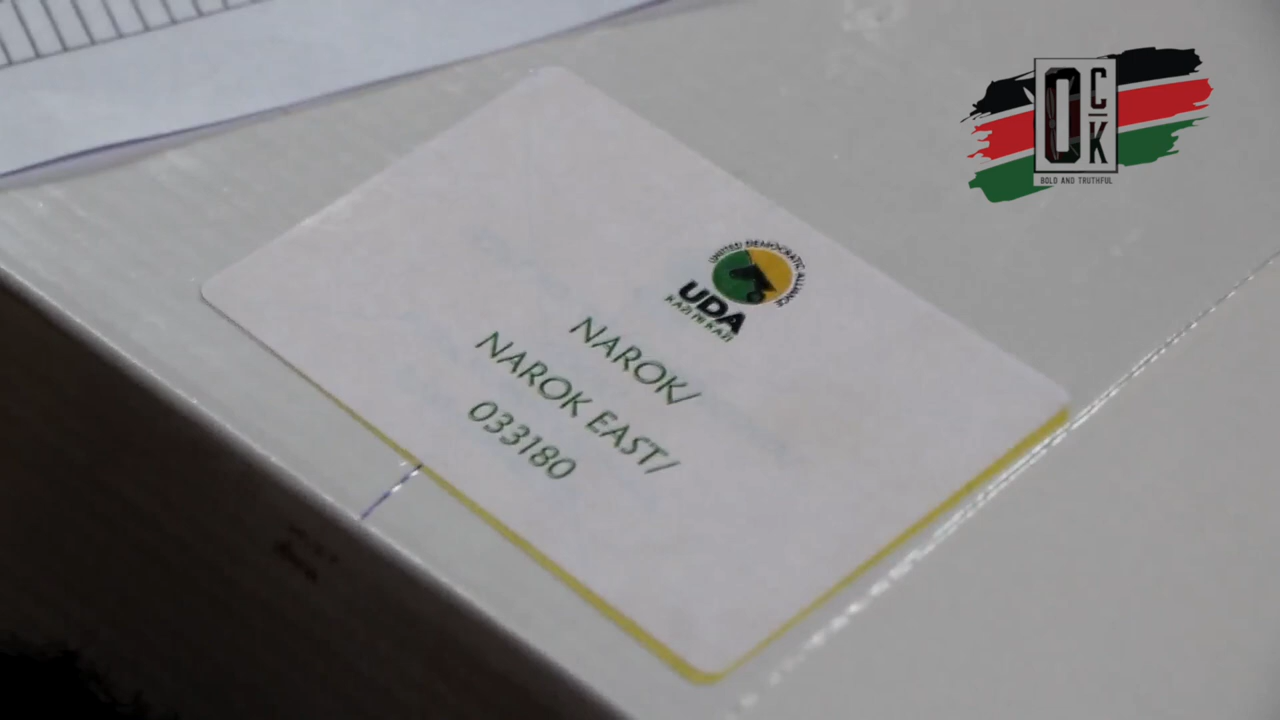 UNITED DEMOCRATIC ALLIANCE
UDA
KAZI NI KAZI
NAROK/
NAROK EAST/
033180
OCK
BOLD AND TRUTHFUL